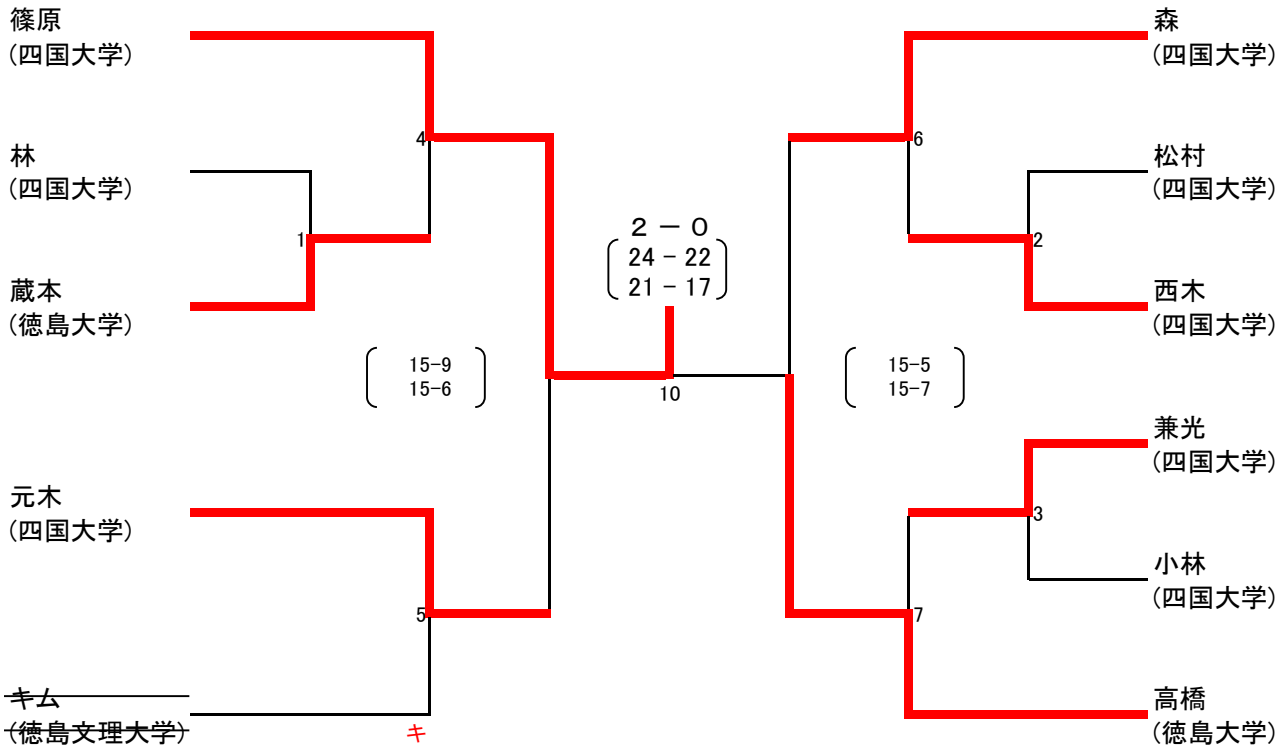 篠原
(四国大学)
林
(四国大学)
蔵本
(徳島大学)
元木
(四国大学)
キム
(徳島文理大学)
4
1
5
キ
15-9
15-6
2 － 0
24 － 22
21 － 17
10
15-5
15-7
6
2
3
7
森
(四国大学)
松村
(四国大学)
西木
(四国大学)
兼光
(四国大学)
小林
(四国大学)
高橋
(徳島大学)